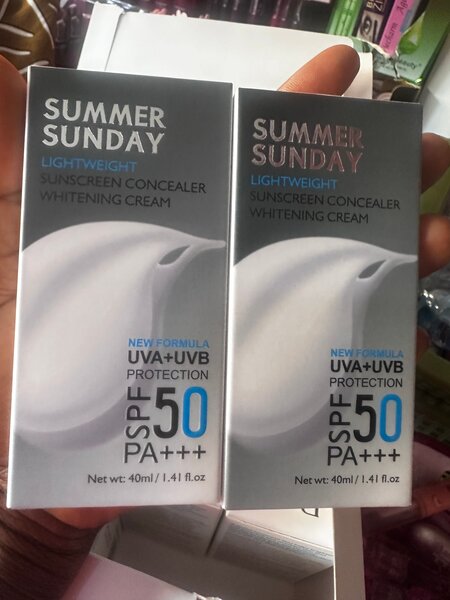 SUMMER
SUNDAY
LIGHTWEIGHT
SUNSCREEN CONCEALER
WHITENING CREAM
NEW FORMULA
UVA+UVB
PROTECTION
SPF50
PA+++
Net wt: 40ml / 1.41 fl.oz
SUMMER
SUNDAY
LIGHTWEIGHT
SUNSCREEN CONCEALER
WHITENING CREAM
NEW FORMULA
UVA+UVB
PROTECTION
SPF50
PA+++
Net wt: 40ml / 1.41 fl.oz